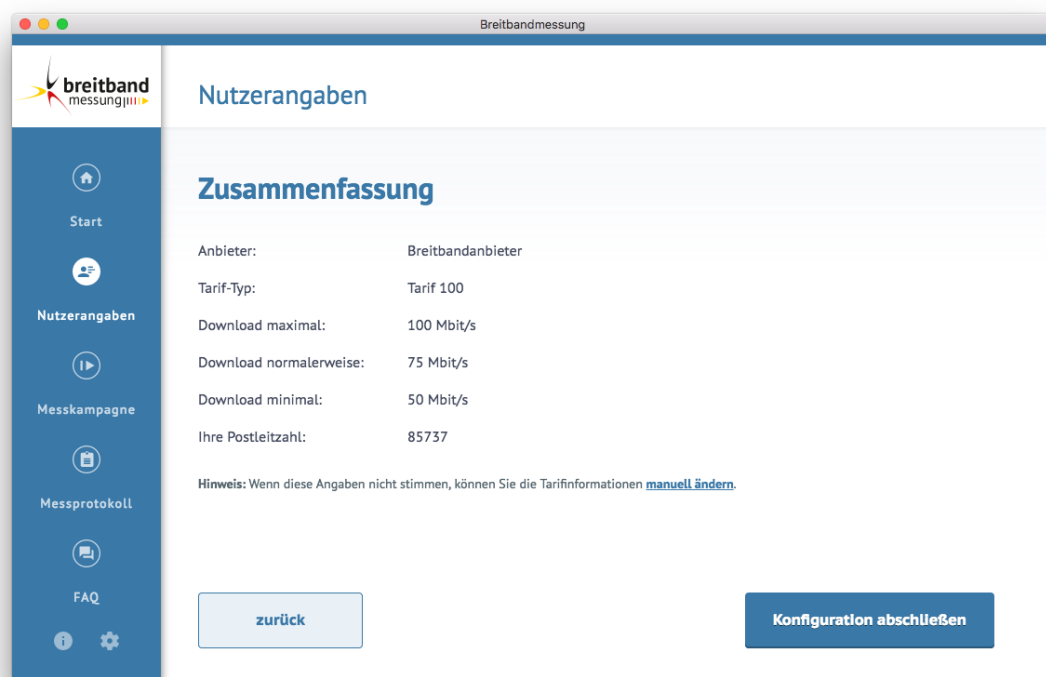 Breitbandmessung
breitband
messung
Nutzerangaben
Start
Nutzerangaben
Messkampagne
Messprotokoll
FAQ
Zusammenfassung
Anbieter: Breitbandanbieter
Tarif-Typ: Tarif 100
Download maximal: 100 Mbit/s
Download normalerweise: 75 Mbit/s
Download minimal: 50 Mbit/s
Ihre Postleitzahl: 85737
Hinweis: Wenn diese Angaben nicht stimmen, können Sie die Tarifinformationen manuell ändern.
zurück
Konfiguration abschließen